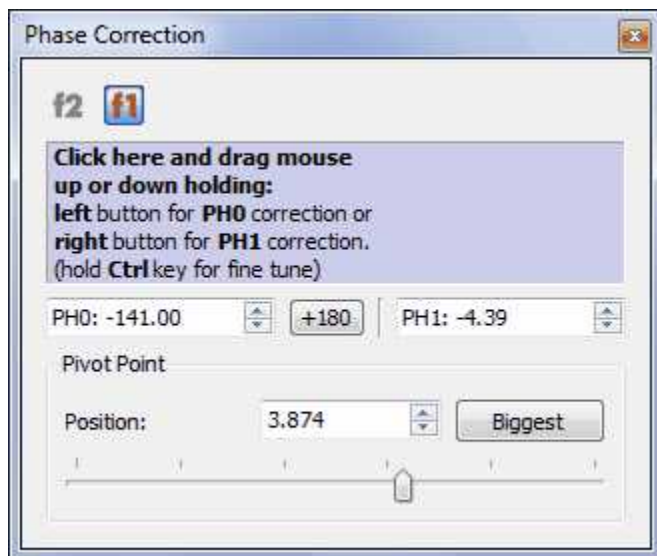 Phase Correction
f2 f1
Click here and drag mouse
up or down holding:
left button for PH0 correction or
right button for PH1 correction.
(hold Ctrl key for fine tune)
PH0: -141.00 +180 PH1: -4.39
Pivot Point
Position: 3.874 Biggest